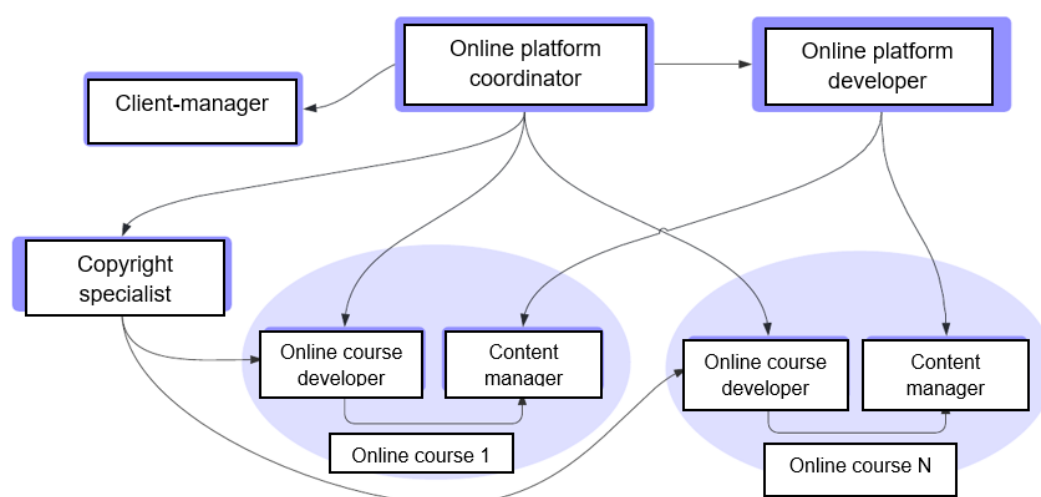 Online platform
coordinator
Online platform
developer
Client-manager
Copyright
specialist
Online course
developer
Content
manager
Online course
developer
Content
manager
Online course 1
Online course N